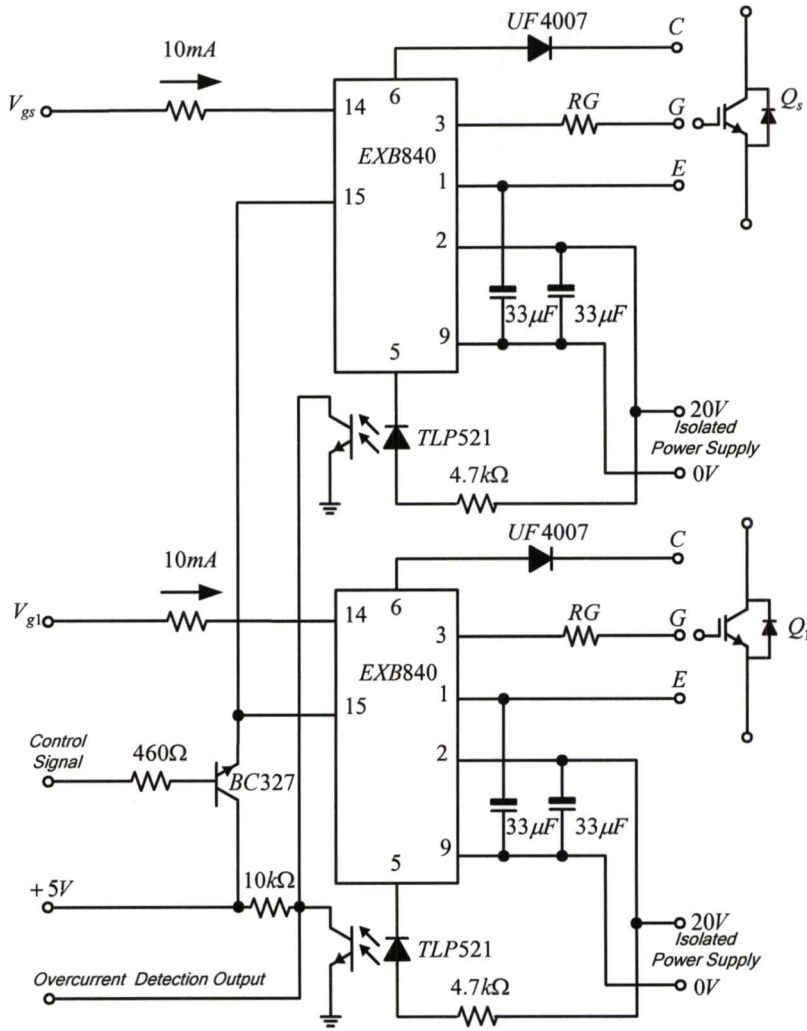 UF4007
C
10mA
6
V_gs
14
3
RG
G
Q_s
EXB840
15
1
E
2
33μF
33μF
9
5
20V
Isolated
Power Supply
0V
TLP521
4.7kΩ
UF4007
C
10mA
6
V_g1
14
3
RG
G
Q_1
EXB840
15
1
E
Control
Signal
460Ω
BC327
2
33μF
33μF
9
5
10kΩ
+5V
20V
Isolated
Power Supply
0V
TLP521
Overcurrent Detection Output
4.7kΩ